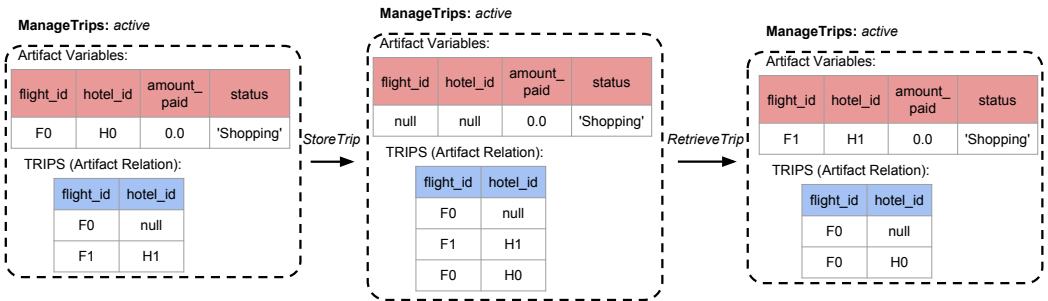 ManageTrips: active
Artifact Variables:
flight_id hotel_id amount_
paid status
F0 H0 0.0 'Shopping'
TRIPS (Artifact Relation):
flight_id hotel_id
F0 null
F1 H1
StoreTrip
ManageTrips: active
Artifact Variables:
flight_id hotel_id amount_
paid status
null null 0.0 'Shopping'
TRIPS (Artifact Relation):
flight_id hotel_id
F0 null
F1 H1
F0 H0
RetrieveTrip
ManageTrips: active
Artifact Variables:
flight_id hotel_id amount_
paid status
F1 H1 0.0 'Shopping'
TRIPS (Artifact Relation):
flight_id hotel_id
F0 null
F0 H0